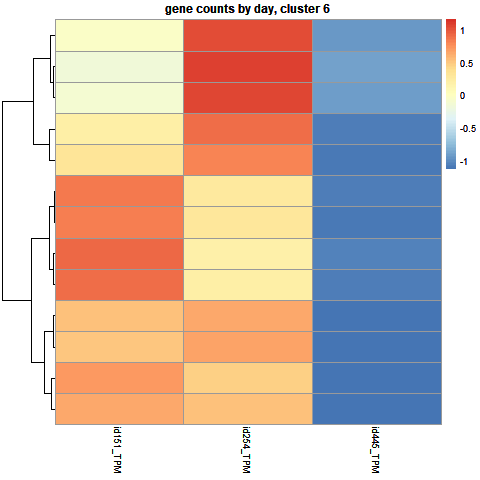 gene counts by day, cluster 6
1
0.5
0
-0.5
-1
id151_TPM
id254_TPM
id445_TPM